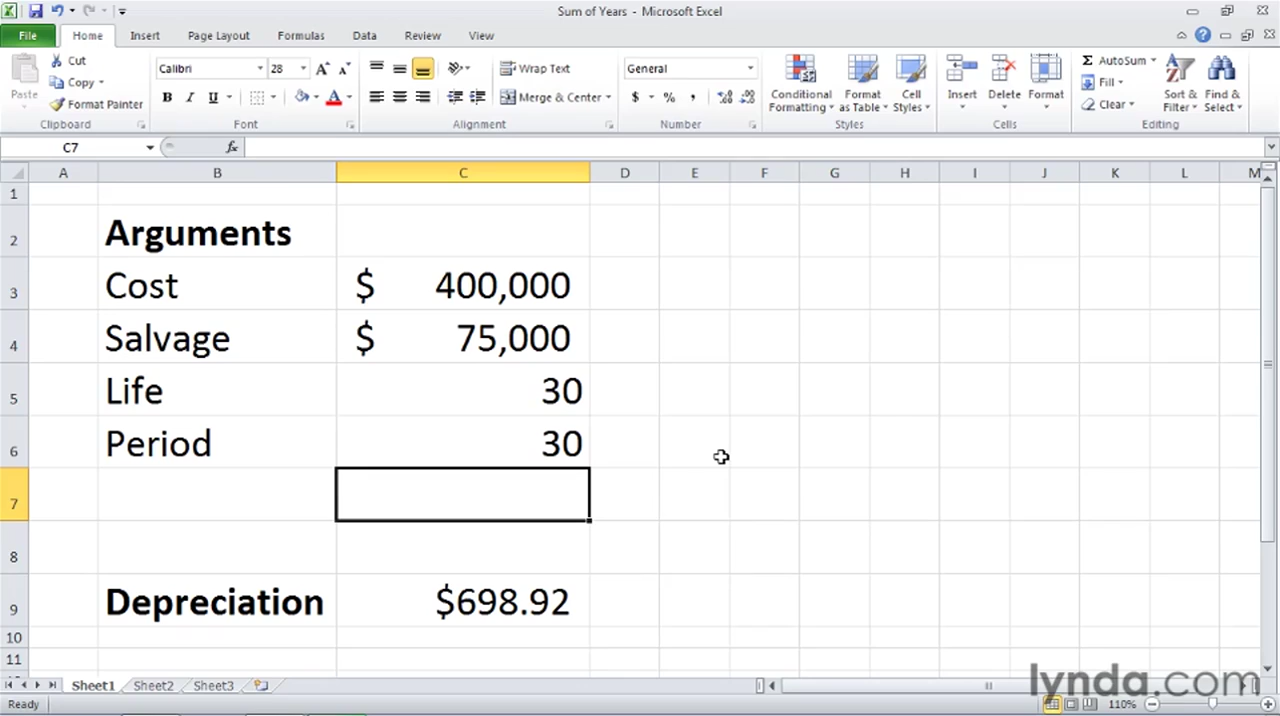 Sum of Years - Microsoft Excel
File Home Insert Page Layout Formulas Data Review View
Paste
Cut
Copy
Format Painter
Clipboard
Calibri 28 A A
B I U A
Font
Wrap Text
Merge & Center
Alignment
General
$ % ,
Number
Conditional Formatting
Format as Table
Cell Styles
Styles
Insert Delete Format
Cells
Σ AutoSum
Fill
Clear
Sort & Filter
Find & Select
Editing
C7 fx
A B C D E F G H I J K L M
1
2 Arguments
3 Cost $ 400,000
4 Salvage $ 75,000
5 Life 30
6 Period 30
7
8
9 Depreciation $698.92
10
11
Sheet1 Sheet2 Sheet3
lynda.com
Ready 110%